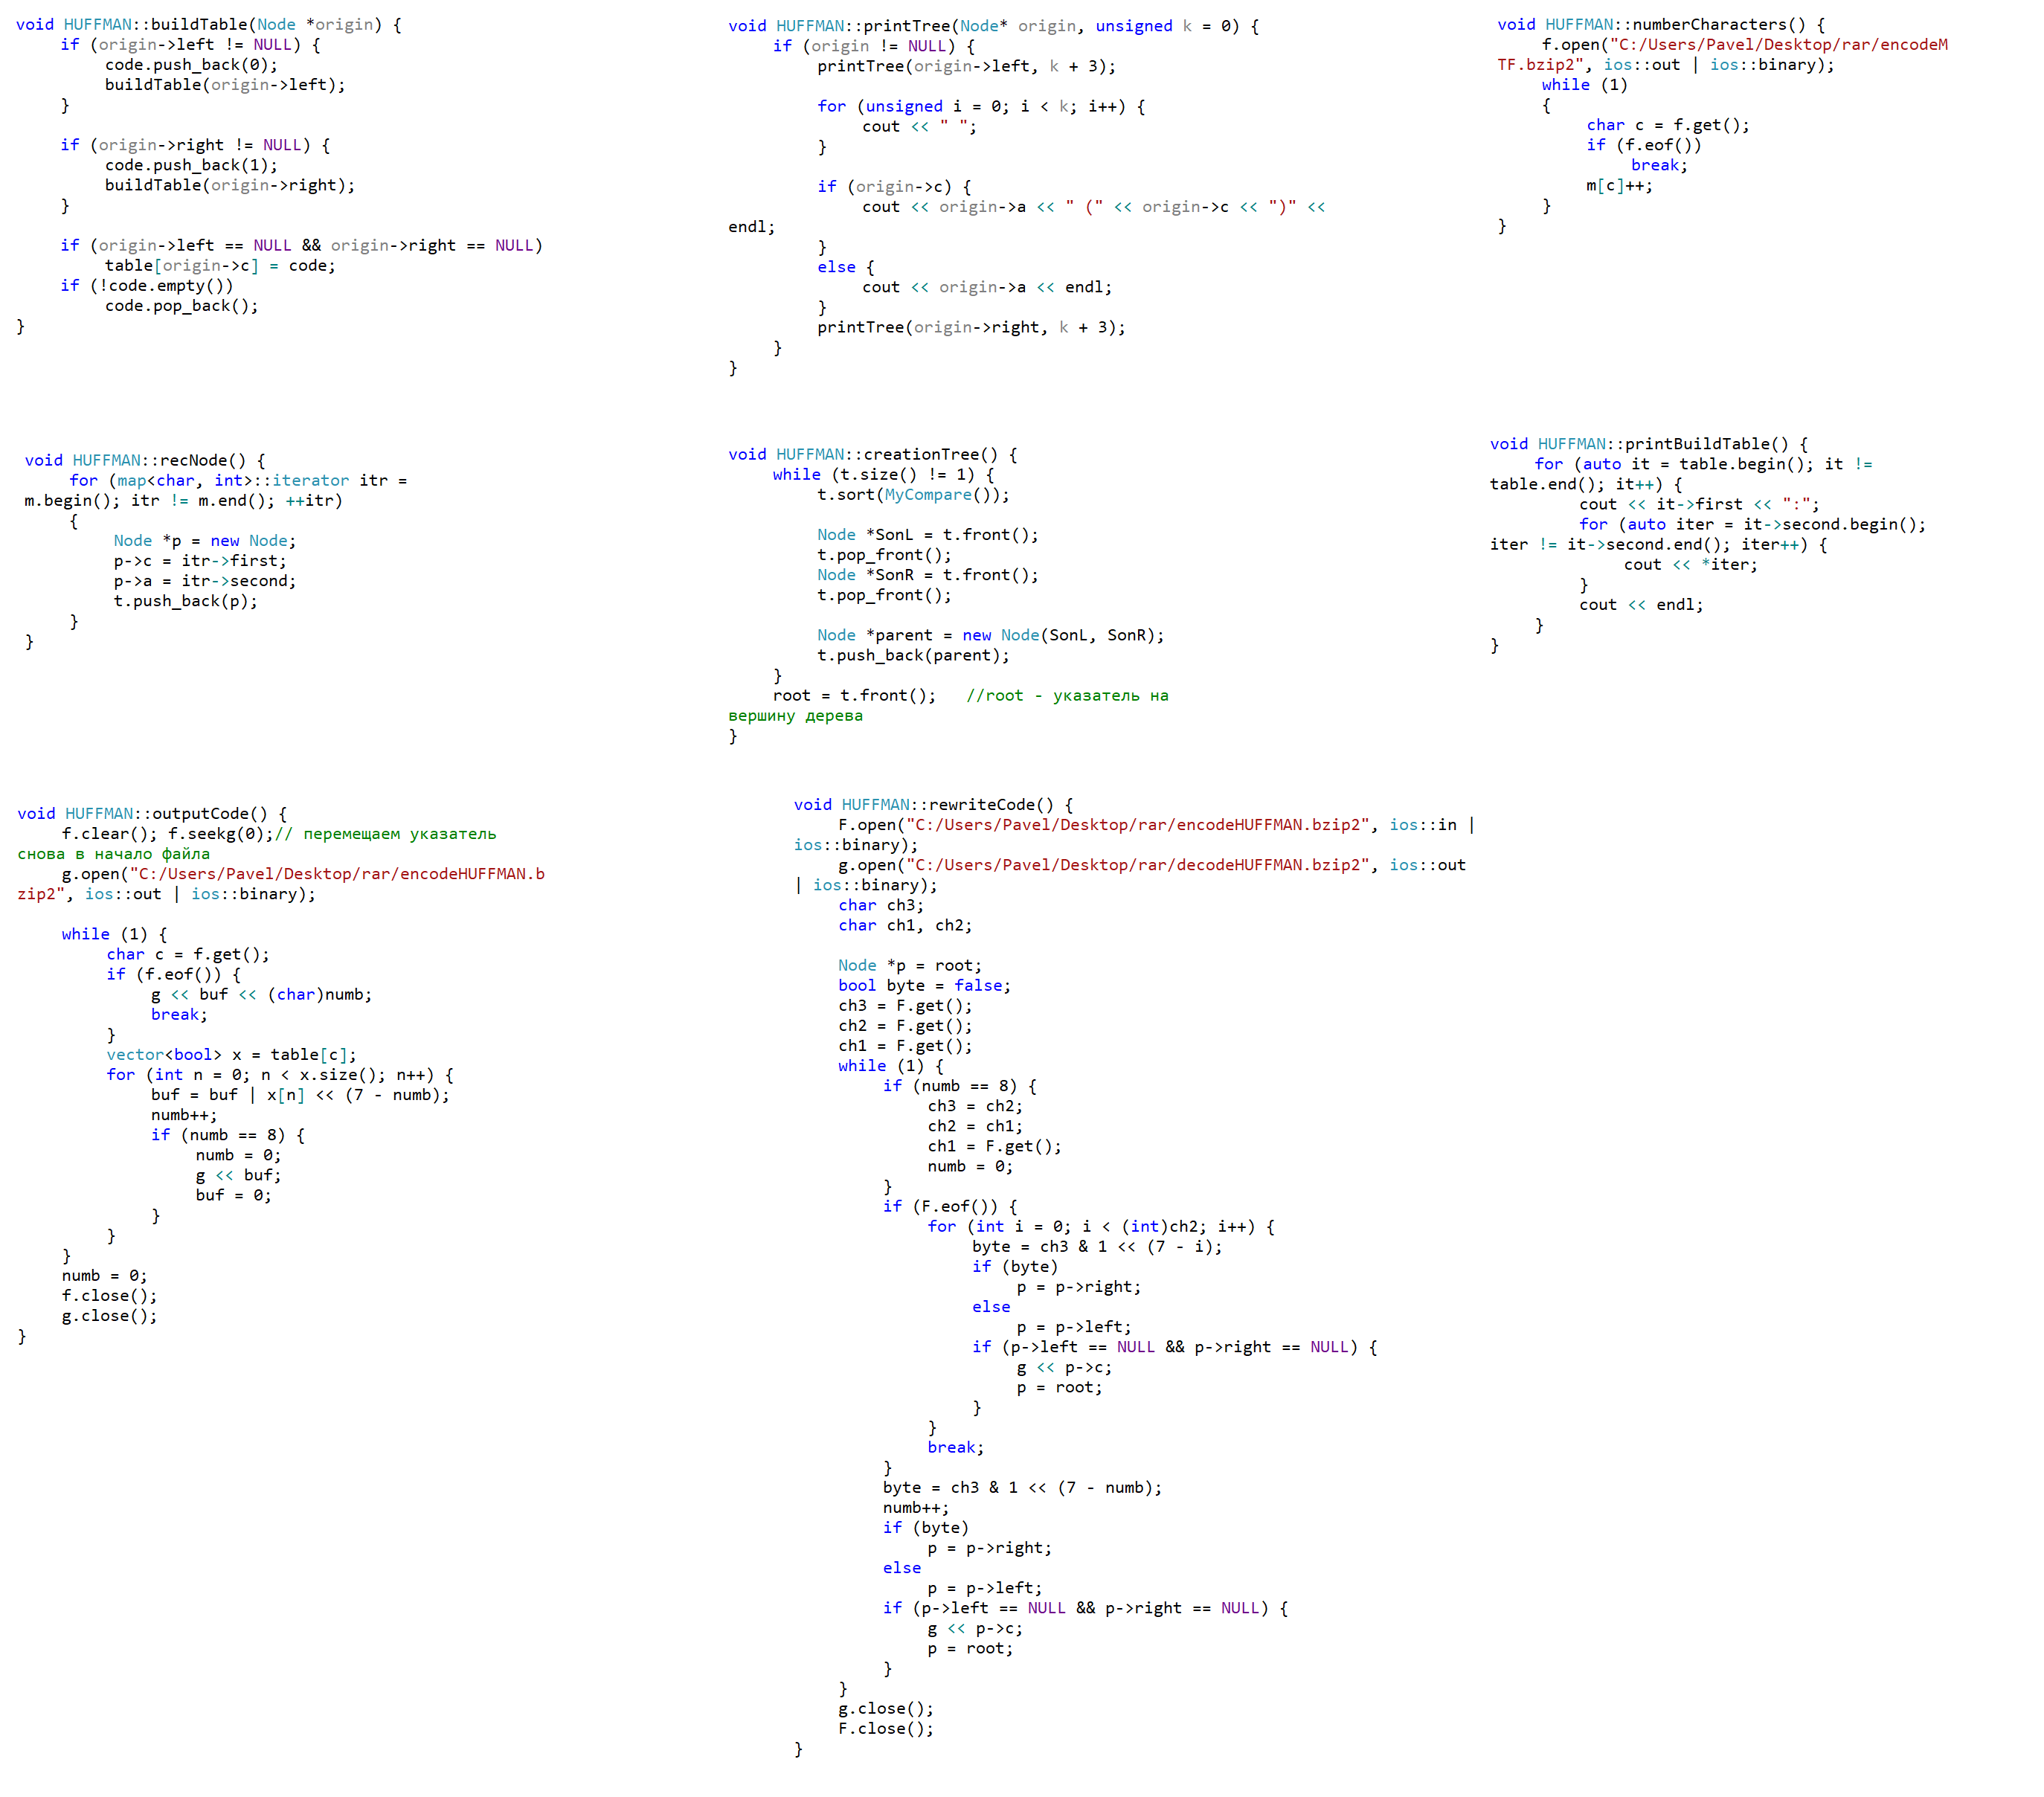 void HUFFMAN::buildTable(Node *origin) {
if (origin->left != NULL) {
code.push_back(0);
buildTable(origin->left);
}
if (origin->right != NULL) {
code.push_back(1);
buildTable(origin->right);
}
if (origin->left == NULL && origin->right == NULL)
table[origin->c] = code;
if (!code.empty())
code.pop_back();
}
void HUFFMAN::printTree(Node* origin, unsigned k = 0) {
if (origin != NULL) {
printTree(origin->left, k + 3);
for (unsigned i = 0; i < k; i++) {
cout << " ";
}
if (origin->c) {
cout << origin->a << " (" << origin->c << ")" <<
endl;
}
else {
cout << origin->a << endl;
}
printTree(origin->right, k + 3);
}
}
void HUFFMAN::numberCharacters() {
f.open("C:/Users/Pavel/Desktop/rar/encodeM
TF.bzip2", ios::out | ios::binary);
while (1)
{
char c = f.get();
if (f.eof())
break;
m[c]++;
}
}
void HUFFMAN::recNode() {
for (map<char, int>::iterator itr =
m.begin(); itr != m.end(); ++itr)
{
Node *p = new Node;
p->c = itr->first;
p->a = itr->second;
t.push_back(p);
}
}
void HUFFMAN::creationTree() {
while (t.size() != 1) {
t.sort(MyCompare());
Node *SonL = t.front();
t.pop_front();
Node *SonR = t.front();
t.pop_front();
Node *parent = new Node(SonL, SonR);
t.push_back(parent);
}
root = t.front();   //root - указатель на
вершину дерева
}
void HUFFMAN::printBuildTable() {
for (auto it = table.begin(); it !=
table.end(); it++) {
cout << it->first << ":";
for (auto iter = it->second.begin();
iter != it->second.end(); iter++) {
cout << *iter;
}
cout << endl;
}
}
void HUFFMAN::outputCode() {
f.clear(); f.seekg(0);// перемещаем указатель
снова в начало файла
g.open("C:/Users/Pavel/Desktop/rar/encodeHUFFMAN.b
zip2", ios::out | ios::binary);
while (1) {
char c = f.get();
if (f.eof()) {
g << buf << (char)numb;
break;
}
vector<bool> x = table[c];
for (int n = 0; n < x.size(); n++) {
buf = buf | x[n] << (7 - numb);
numb++;
if (numb == 8) {
numb = 0;
g << buf;
buf = 0;
}
}
}
numb = 0;
f.close();
g.close();
}
void HUFFMAN::rewriteCode() {
F.open("C:/Users/Pavel/Desktop/rar/encodeHUFFMAN.bzip2", ios::in |
ios::binary);
g.open("C:/Users/Pavel/Desktop/rar/decodeHUFFMAN.bzip2", ios::out
| ios::binary);
char ch3;
char ch1, ch2;
Node *p = root;
bool byte = false;
ch3 = F.get();
ch2 = F.get();
ch1 = F.get();
while (1) {
if (numb == 8) {
ch3 = ch2;
ch2 = ch1;
ch1 = F.get();
numb = 0;
}
if (F.eof()) {
for (int i = 0; i < (int)ch2; i++) {
byte = ch3 & 1 << (7 - i);
if (byte)
p = p->right;
else
p = p->left;
if (p->left == NULL && p->right == NULL) {
g << p->c;
p = root;
}
}
break;
}
byte = ch3 & 1 << (7 - numb);
numb++;
if (byte)
p = p->right;
else
p = p->left;
if (p->left == NULL && p->right == NULL) {
g << p->c;
p = root;
}
}
g.close();
F.close();
}